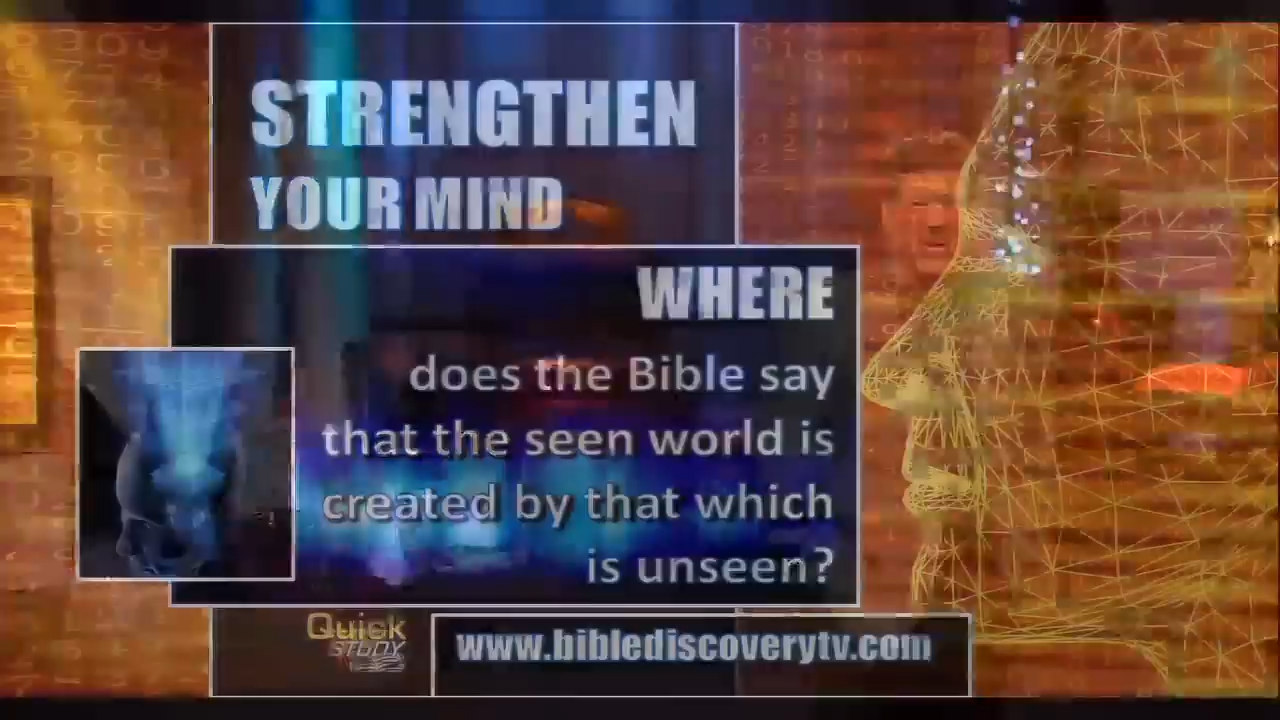 STRENGTHEN
YOUR MIND
WHERE
does the Bible say
that the seen world is
created by that which
is unseen?
Quick
STUDY
www.biblediscoverytv.com